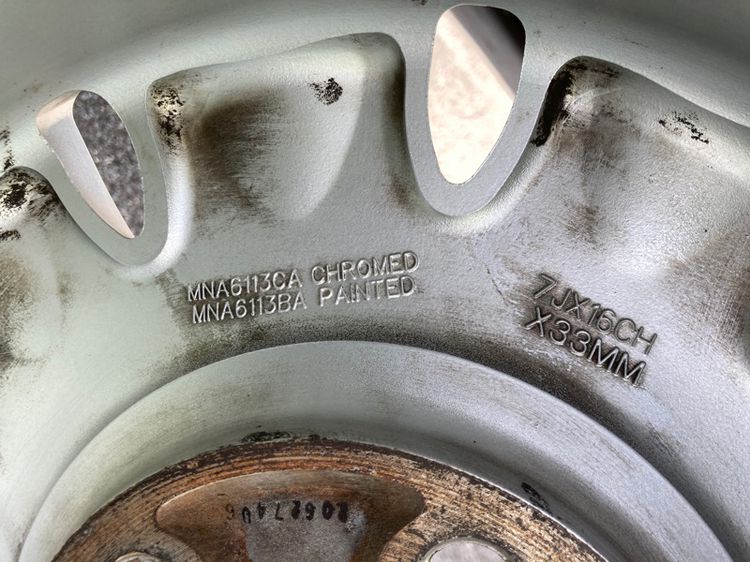 MNA6113CA CHROMED
MNA6113BA PAINTED
7JX16CH
X33MM